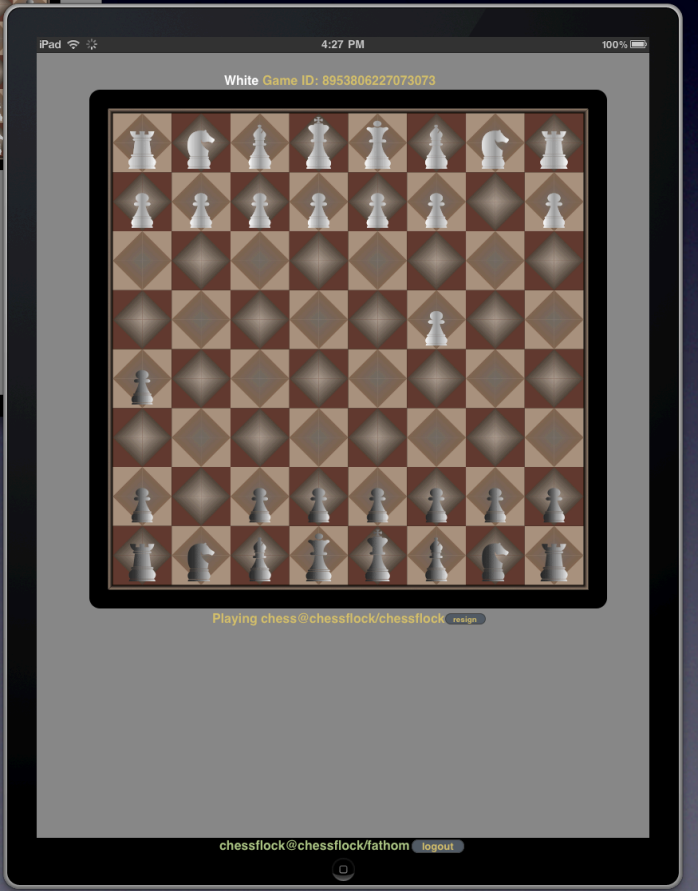 iPad 4:27 PM 100%
White Game ID: 8953806227073073
Playing chess@chessflock/chessflock resign
chessflock@chessflock/fathom logout